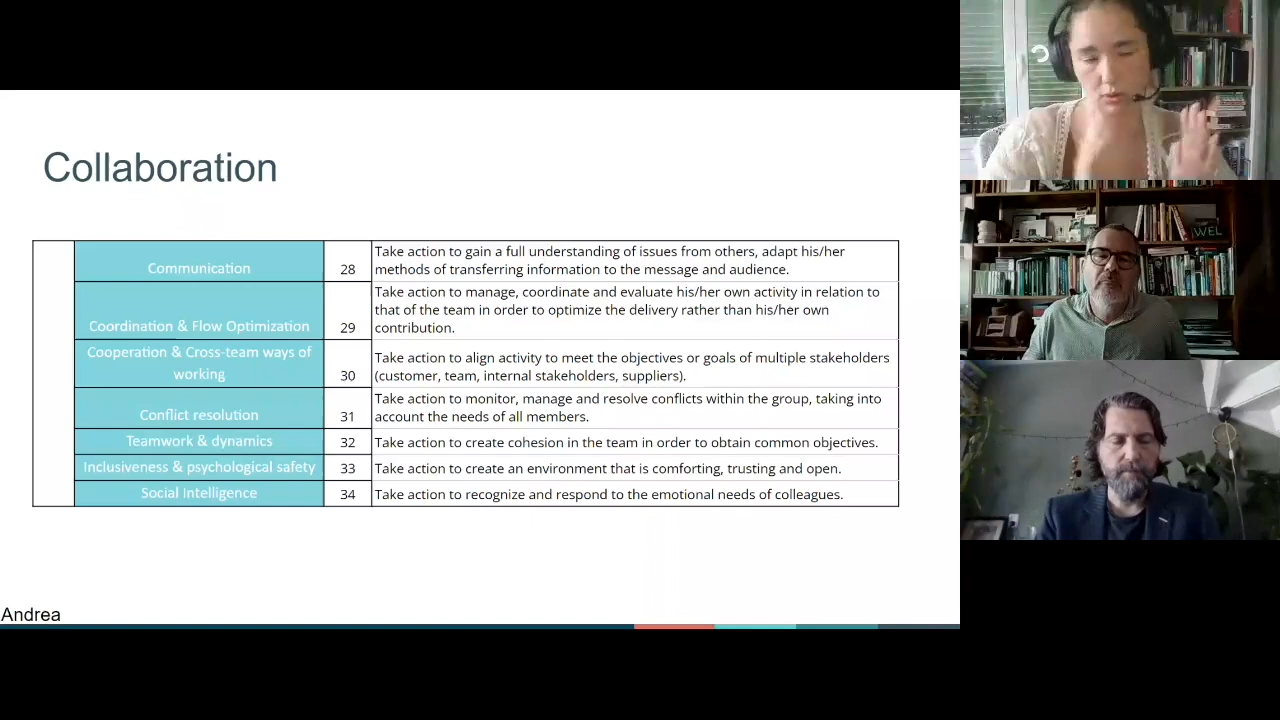 Collaboration
Communication
28
Take action to gain a full understanding of issues from others, adapt his/her
methods of transferring information to the message and audience.
Coordination & Flow Optimization
29
Take action to manage, coordinate and evaluate his/her own activity in relation to
that of the team in order to optimize the delivery rather than his/her own
contribution.
Cooperation & Cross-team ways of
working
30
Take action to align activity to meet the objectives or goals of multiple stakeholders
(customer, team, internal stakeholders, suppliers).
Conflict resolution
31
Take action to monitor, manage and resolve conflicts within the group, taking into
account the needs of all members.
Teamwork & dynamics
32
Take action to create cohesion in the team in order to obtain common objectives.
Inclusiveness & psychological safety
33
Take action to create an environment that is comforting, trusting and open.
Social Intelligence
34
Take action to recognize and respond to the emotional needs of colleagues.
Andrea
WEL